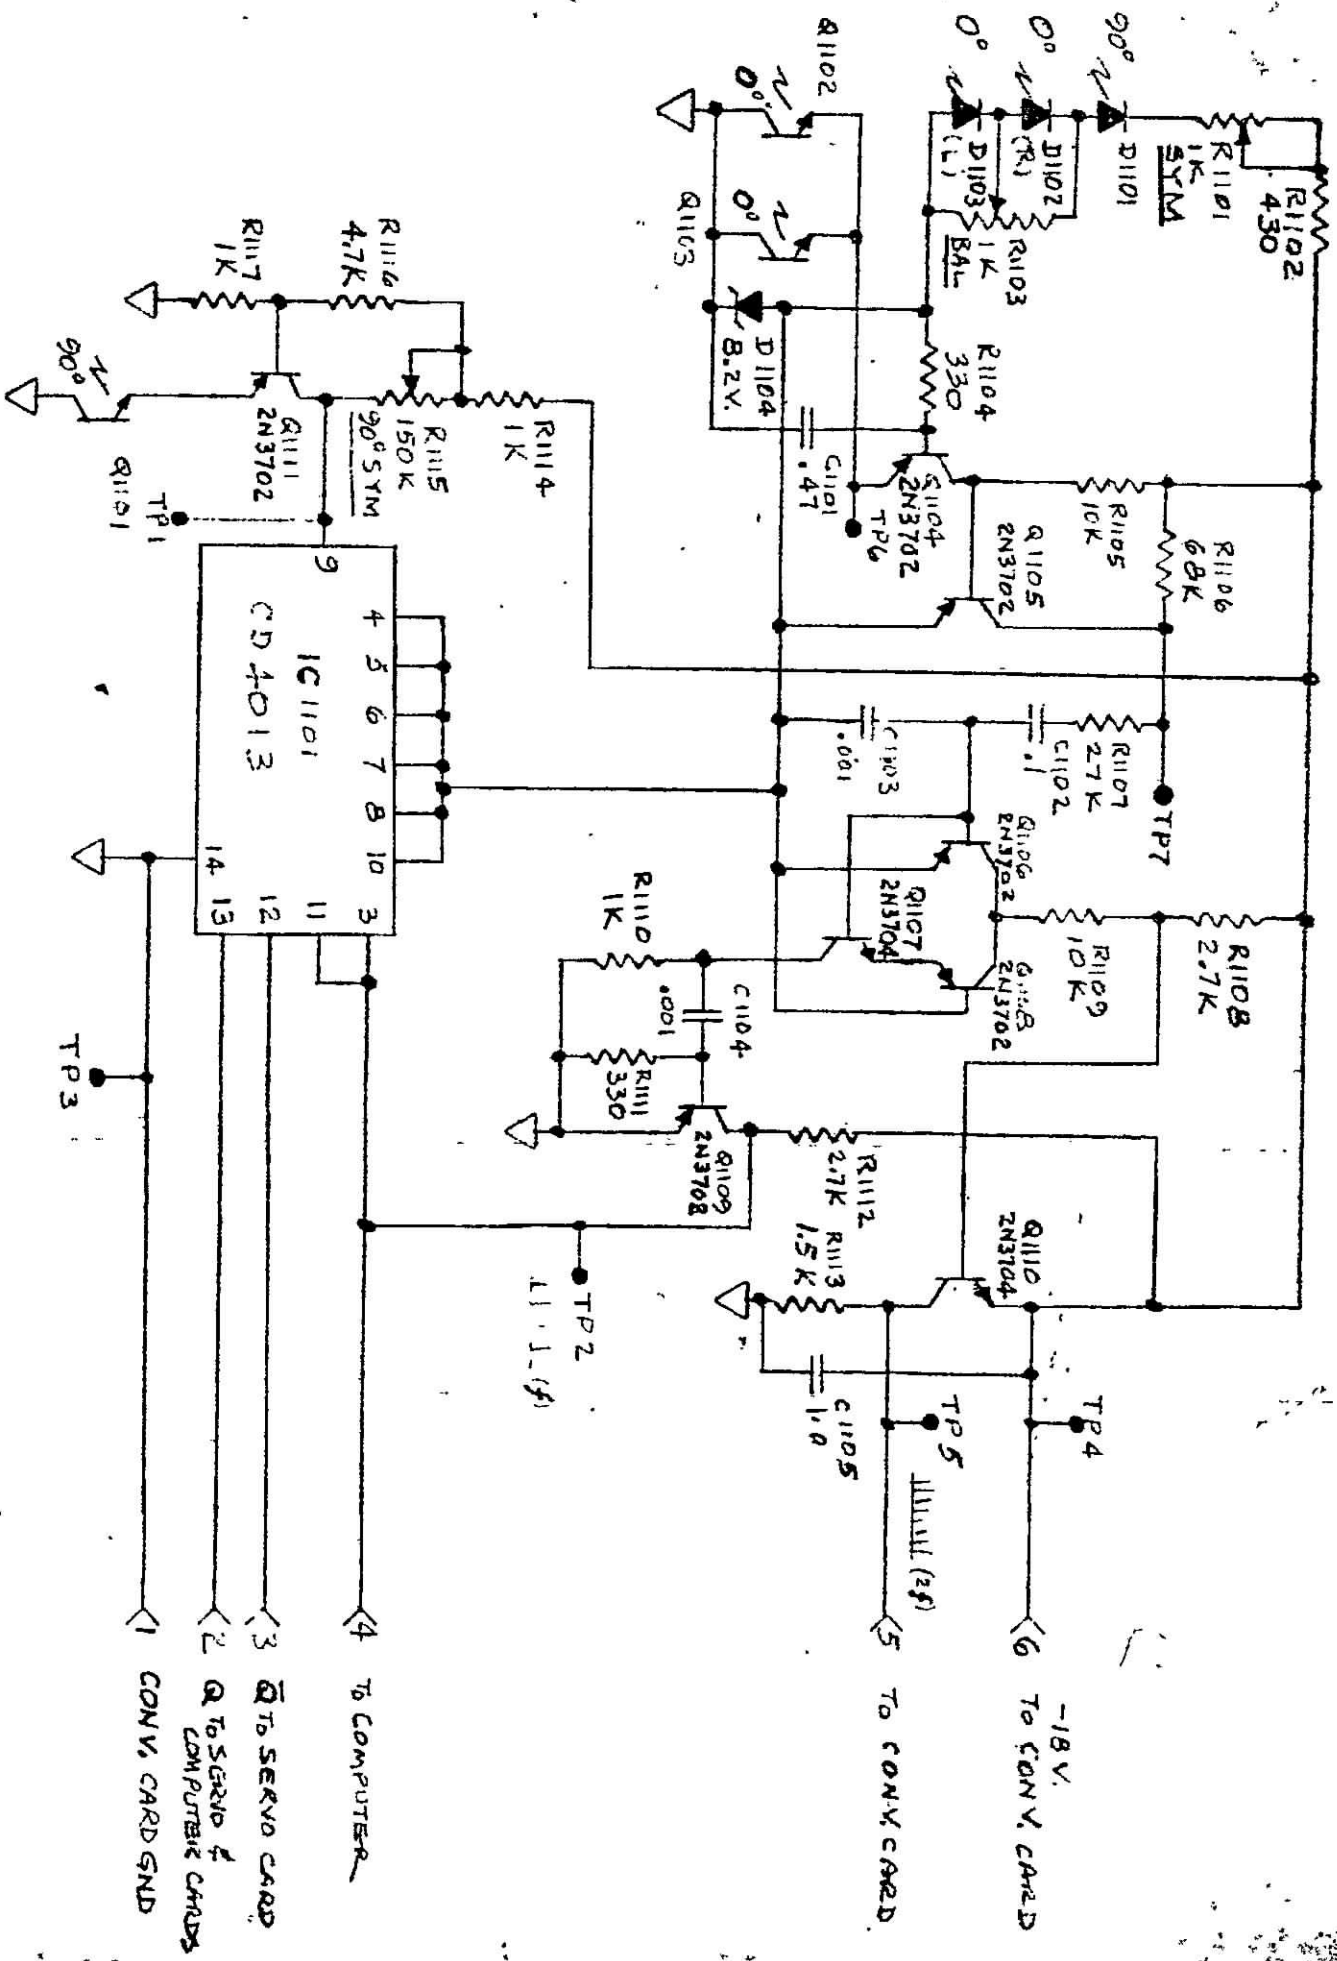 90°
D1101
R1101
1K
SYM
R1102
430
0°
D1102
(R)
0°
D1103
(L)
R1103
1K
BAL
Q1102
0°
Q1103
0°
D1104
8.2V.
R1104
330
C1101
.47
Q1104
2N3702
TP6
R1105
10K
R1106
68K
Q1105
2N3702
R1107
27K
C1102
.1
C1103
.001
TP7
Q1106
2N3702
Q1107
2N3704
Q1108
2N3702
R1109
10K
R1108
2.7K
R1110
1K
C1104
.001
R1111
330
Q1109
2N3708
R1112
2.7K
R1113
1.5K
Q1110
2N3704
C1105
1.0
TP5
(2f)
TP4
TP2
(f)
R1117
1K
R1116
4.7K
R1114
1K
R1115
150K
90° SYM
Q1111
2N3702
90°
Q1101
TP1
IC1101
CD4013
9
4
5
6
7
8
10
14
13
12
11
3
TP3
6 -18V.
TO CONV. CARD
5 TO CONV. CARD
4 TO COMPUTER
3 Q̅ TO SERVO CARD
2 Q TO SERVO &
COMPUTER CARDS
1 CONV. CARD GND